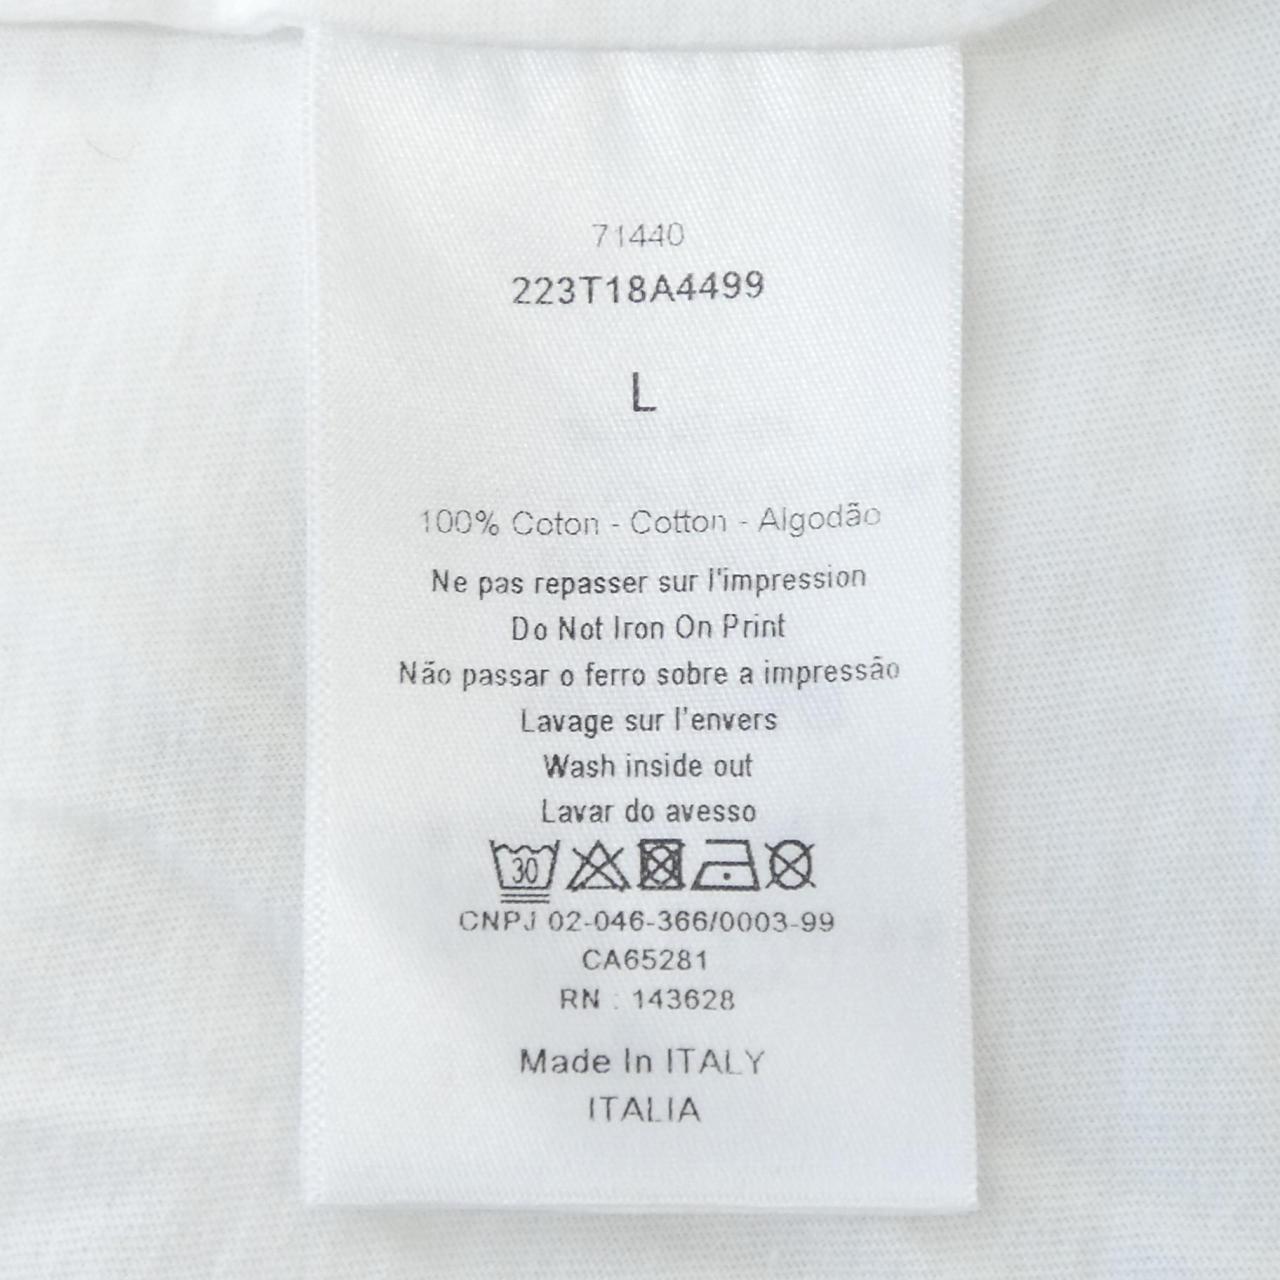 71440
223T18A4499
L
100% Coton - Cotton - Algodão
Ne pas repasser sur l'impression
Do Not Iron On Print
Não passar o ferro sobre a impressão
Lavage sur l'envers
Wash inside out
Lavar do avesso
30
CNPJ 02-046-366/0003-99
CA65281
RN : 143628
Made In ITALY
ITALIA